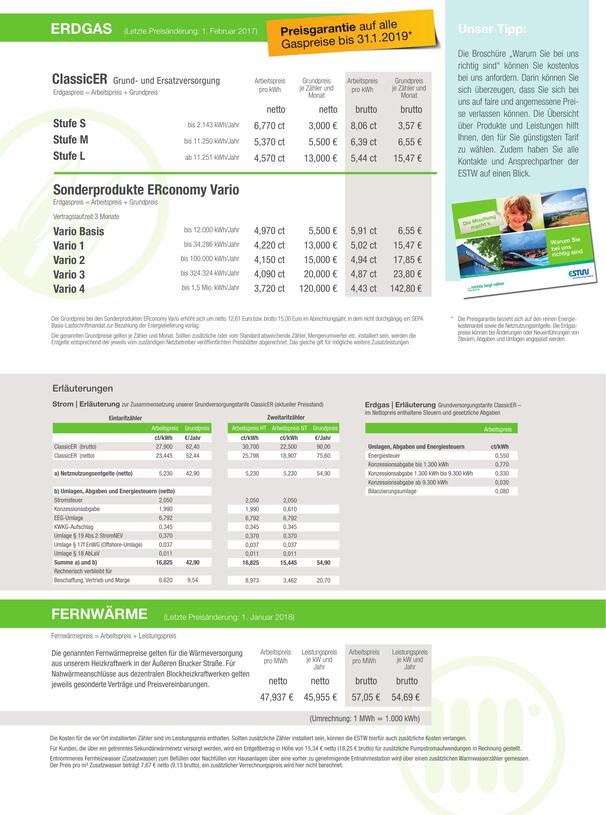 ERDGAS (Letzte Preisänderung: 1. Februar 2017)
Preisgarantie auf alle
Gaspreise bis 31.1.2019*
Unser Tipp:
Die Broschüre „Warum Sie bei uns
richtig sind“ können Sie kostenlos
bei uns anfordern. Darin können Sie
sich überzeugen, dass Sie sich bei
uns auf faire und angemessene Prei-
se verlassen können. Die Übersicht
über Produkte und Leistungen hilft
Ihnen, den für Sie günstigsten Tarif
zu wählen. Zudem haben Sie alle
Kontakte und Ansprechpartner der
ESTW auf einen Blick.
Die Mischung
macht's.
Warum Sie
bei uns
richtig sind
ESTW
...nichts liegt näher
* Die Preisgarantie bezieht sich auf den reinen Energie-
kostenanteil sowie die Netznutzungsentgelte. Die Erdgas-
preise können bei Änderungen oder Neueinführungen von
Steuern, Abgaben und Umlagen angepasst werden.
ClassicER Grund- und Ersatzversorgung
Erdgaspreis = Arbeitspreis + Grundpreis
Arbeitspreis Grundpreis Arbeitspreis Grundpreis
pro kWh je Zähler und pro kWh je Zähler und
Monat Monat
netto netto brutto brutto
Stufe S bis 2.143 kWh/Jahr 6,770 ct 3,000 € 8,06 ct 3,57 €
Stufe M bis 11.250 kWh/Jahr 5,370 ct 5,500 € 6,39 ct 6,55 €
Stufe L ab 11.251 kWh/Jahr 4,570 ct 13,000 € 5,44 ct 15,47 €
Sonderprodukte ERconomy Vario
Erdgaspreis = Arbeitspreis + Grundpreis
Vertragslaufzeit 3 Monate
Vario Basis bis 12.000 kWh/Jahr 4,970 ct 5,500 € 5,91 ct 6,55 €
Vario 1 bis 34.286 kWh/Jahr 4,220 ct 13,000 € 5,02 ct 15,47 €
Vario 2 bis 100.000 kWh/Jahr 4,150 ct 15,000 € 4,94 ct 17,85 €
Vario 3 bis 324.324 kWh/Jahr 4,090 ct 20,000 € 4,87 ct 23,80 €
Vario 4 bis 1,5 Mio. kWh/Jahr 3,720 ct 120,000 € 4,43 ct 142,80 €
Der Grundpreis bei den Sonderprodukten ERconomy Vario erhöht sich um netto 12,61 Euro bzw. brutto 15,00 Euro im Abrechnungsjahr, in dem nicht durchgängig ein SEPA
Basis-Lastschriftmandat zur Bezahlung der Energielieferung vorlag.
Die genannten Grundpreise gelten je Zähler und Monat. Sollten zusätzliche oder vom Standard abweichende Zähler, Mengenumwerter etc. installiert sein, werden die
Entgelte entsprechend der jeweils vom zuständigen Netzbetreiber veröffentlichten Preisblätter abgerechnet. Das gleiche gilt für mögliche weitere Zusatzleistungen.
Erläuterungen
Strom | Erläuterung zur Zusammensetzung unserer Grundversorgungstarife ClassicER (aktueller Preisstand)
Eintarifzähler Zweitarifzähler
Arbeitspreis Grundpreis Arbeitspreis HT Arbeitspreis NT Grundpreis
ct/kWh €/Jahr ct/kWh ct/kWh €/Jahr
ClassicER (brutto) 27,900 62,40 30,700 22,500 90,00
ClassicER (netto) 23,445 52,44 25,798 18,907 75,60
a) Netznutzungsentgelte (netto) 5,230 42,90 5,230 5,230 54,90
b) Umlagen, Abgaben und Energiesteuern (netto)
Stromsteuer 2,050 2,050 2,050
Konzessionsabgabe 1,990 1,990 0,610
EEG-Umlage 6,792 6,792 6,792
KWKG-Aufschlag 0,345 0,345 0,345
Umlage § 19 Abs.2 StromNEV 0,370 0,370 0,370
Umlage § 17f EnWG (Offshore-Umlage) 0,037 0,037 0,037
Umlage § 18 AbLaV 0,011 0,011 0,011
Summe a) und b) 16,825 42,90 16,825 15,445 54,90
Rechnerisch verbleibt für
Beschaffung, Vertrieb und Marge 6,620 9,54 8,973 3,462 20,70
Erdgas | Erläuterung Grundversorgungstarife ClassicER –
im Nettopreis enthaltene Steuern und gesetzliche Abgaben
Arbeitspreis
Umlagen, Abgaben und Energiesteuern ct/kWh
Energiesteuer 0,550
Konzessionsabgabe bis 1.300 kWh 0,770
Konzessionsabgabe 1.300 kWh bis 9.300 kWh 0,330
Konzessionsabgabe ab 9.300 kWh 0,030
Bilanzierungsumlage 0,080
FERNWÄRME (Letzte Preisänderung: 1. Januar 2018)
Fernwärmepreis = Arbeitspreis + Leistungspreis
Die genannten Fernwärmepreise gelten für die Wärmeversorgung
aus unserem Heizkraftwerk in der Äußeren Brucker Straße. Für
Nahwärmeanschlüsse aus dezentralen Blockheizkraftwerken gelten
jeweils gesonderte Verträge und Preisvereinbarungen.
Arbeitspreis Leistungspreis Arbeitspreis Leistungspreis
pro MWh je kW und pro MWh je kW und
Jahr Jahr
netto netto brutto brutto
47,937 € 45,955 € 57,05 € 54,69 €
(Umrechnung: 1 MWh = 1.000 kWh)
Die Kosten für die vor Ort installierten Zähler sind im Leistungspreis enthalten. Sollten zusätzliche Zähler installiert sein, können die ESTW hierfür auch zusätzliche Kosten verlangen.
Für Kunden, die über ein getrenntes Sekundärwärmenetz versorgt werden, wird ein Entgeltbetrag in Höhe von 15,34 € netto (18,25 € brutto) für zusätzliche Pumpstromaufwendungen in Rechnung gestellt.
Entnommenes Fernheizwasser (Zusatzwasser) zum Befüllen oder Nachfüllen von Hausanlagen über eine vorher zu genehmigende Entnahmestation wird über einen zusätzlichen Warmwasserzähler gemessen.
Der Preis pro m³ Zusatzwasser beträgt 7,67 € netto (9,13 brutto), ein zusätzlicher Verrechnungspreis wird hier nicht berechnet.